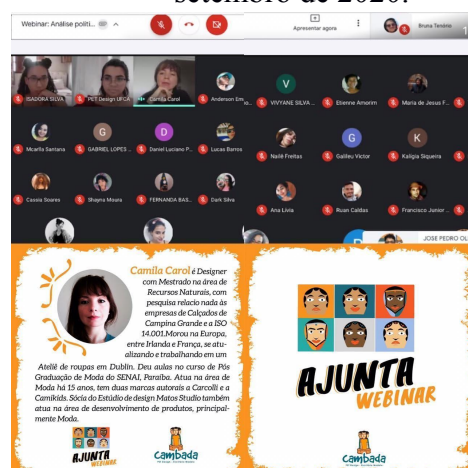 setembro de 2020.
Webinar: Análise políti...
Apresentar agora
Bruna Tenório
ISADORA SILVA
PET Design UFCG
Camila Carol
Anderson Em
VIVYANE SILVA ...
Etienne Amorim
Maria de Jesus F...
Mcarlla Santana
GABRIEL LOPES ...
Daniel Luciano P...
Lucas Barros
Nailê Freitas
Galileu Victor
Kaligia Siqueira
Cassia Soares
Shayna Moura
FERNANDA BAS...
Dark Silva
Ana Livia
Ruan Caldas
Francisco Junior ...
JOSE PEDRO OL
Camila Carol é Designer
com Mestrado na área de
Recursos Naturais, com
pesquisa relacio nada às
empresas de Calçados de
Campina Grande e a ISO
14.001.Morou na Europa,
entre Irlanda e França, se atu-
alizando e trabalhando em um
Ateliê de roupas em Dublin. Deu aulas no curso de Pós
Graduação de Moda do SENAI, Paraíba. Atua na área de
Moda há 15 anos, tem duas marcas autorais a Carcolli e a
Camikids. Sócia do Estúdio de design Matos Studio também
atua na área de desenvolvimento de produtos, principal-
mente Moda.
AJUNTA
WEBINAR
Cambada
AJUNTA
WEBINAR
Cambada